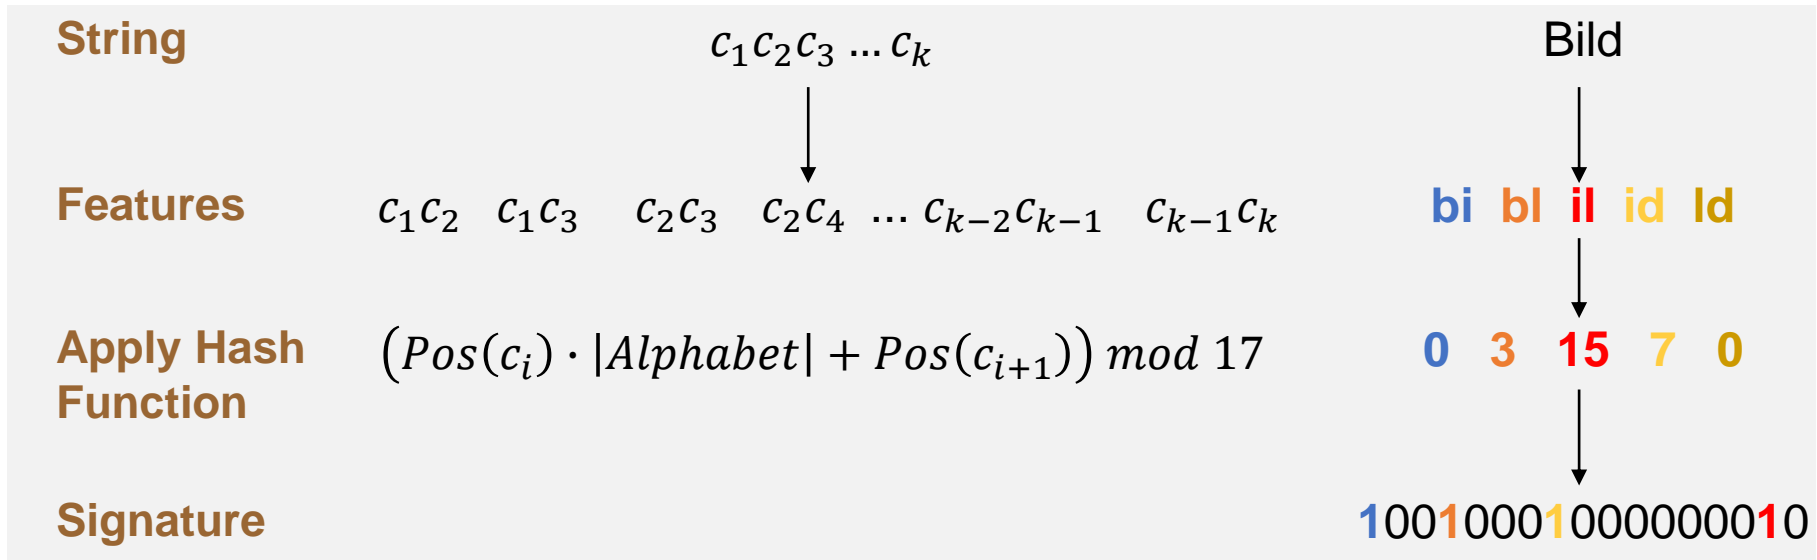 String c₁c₂c₃ … cₖ Bild
Features c₁c₂ c₁c₃ c₂c₃ c₂c₄ … cₖ₋₂cₖ₋₁ cₖ₋₁cₖ bi bl il id ld
Apply Hash (Pos(cᵢ) · |Alphabet| + Pos(cᵢ₊₁)) mod 17 0 3 15 7 0
Function
Signature 10010001000000010